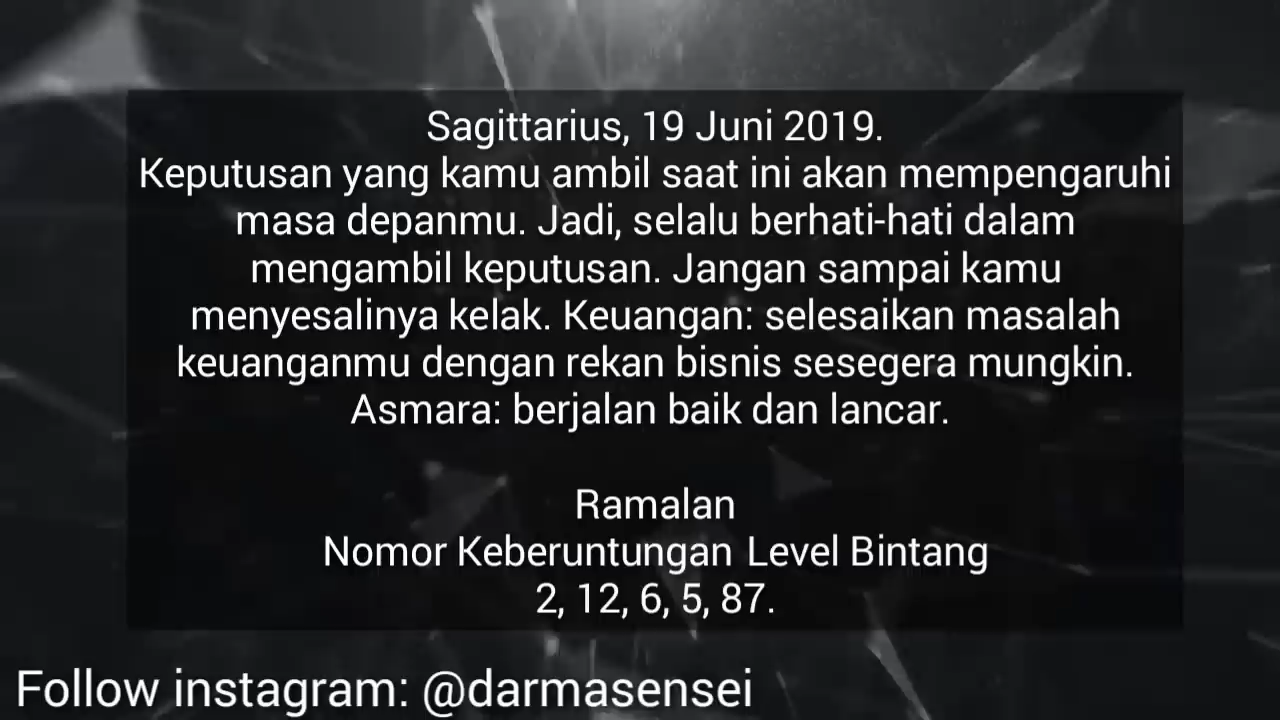 Sagittarius, 19 Juni 2019.
Keputusan yang kamu ambil saat ini akan mempengaruhi
masa depanmu. Jadi, selalu berhati-hati dalam
mengambil keputusan. Jangan sampai kamu
menyesalinya kelak. Keuangan: selesaikan masalah
keuanganmu dengan rekan bisnis sesegera mungkin.
Asmara: berjalan baik dan lancar.
Ramalan
Nomor Keberuntungan Level Bintang
2, 12, 6, 5, 87.
Follow instagram: @darmasensei